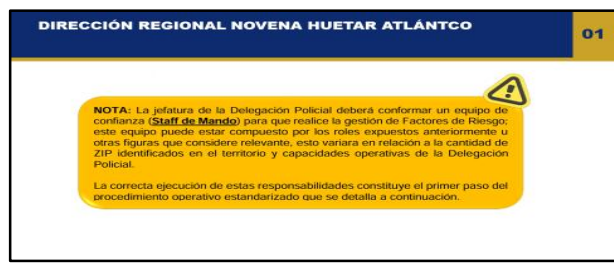 DIRECCIÓN REGIONAL NOVENA HUETAR ATLÁNTCO
01
NOTA: La jefatura de la Delegación Policial deberá conformar un equipo de
confianza (Staff de Mando) para que realice la gestión de Factores de Riesgo;
este equipo puede estar compuesto por los roles expuestos anteriormente u
otras figuras que considere relevante, esto variara en relación a la cantidad de
ZIP identificados en el territorio y capacidades operativas de la Delegación
Policial.
La correcta ejecución de estas responsabilidades constituye el primer paso del
procedimiento operativo estandarizado que se detalla a continuación.